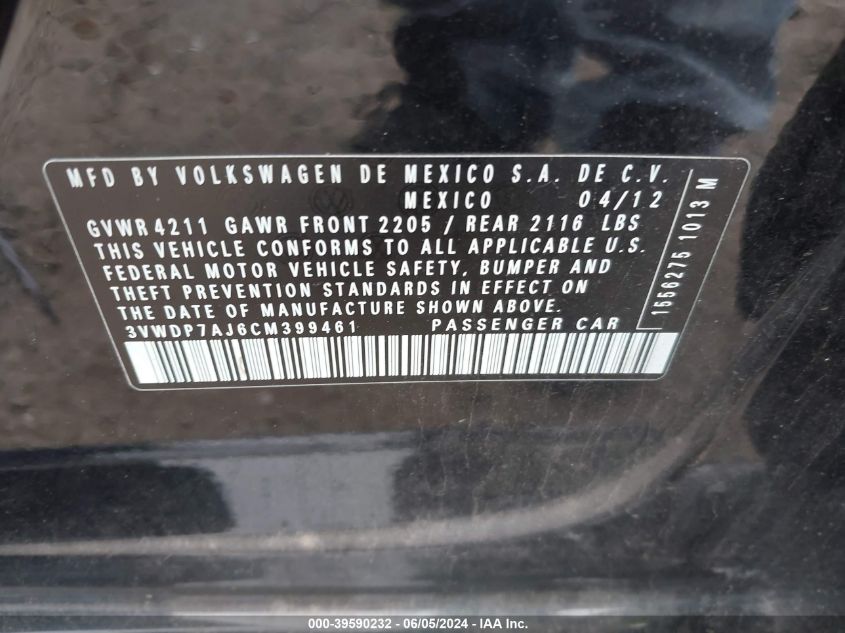 MFD BY VOLKSWAGEN DE MEXICO S.A. DE C.V.
MEXICO 04/12
GVWR 4211 GAWR FRONT 2205 / REAR 2116 LBS
THIS VEHICLE CONFORMS TO ALL APPLICABLE U.S.
FEDERAL MOTOR VEHICLE SAFETY, BUMPER AND
THEFT PREVENTION STANDARDS IN EFFECT ON
THE DATE OF MANUFACTURE SHOWN ABOVE.
3VWDP7AJ6CM399461 PASSENGER CAR
1656275 1013 M
000-39590232 - 06/05/2024 - IAA Inc.